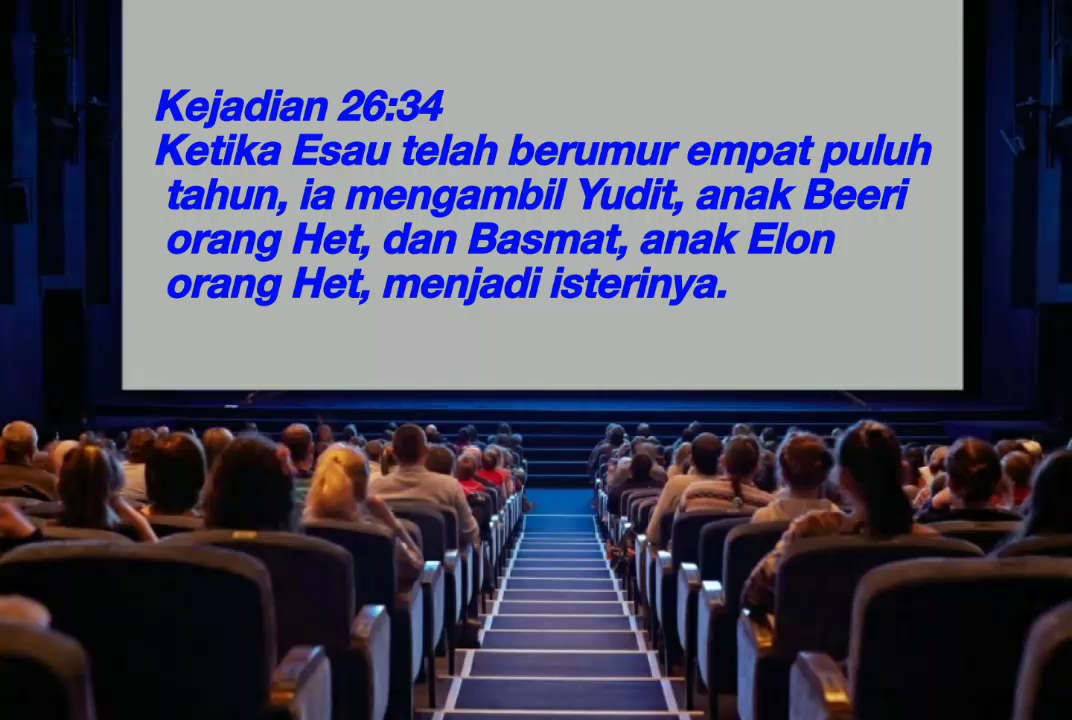 Kejadian 26:34
Ketika Esau telah berumur empat puluh
tahun, ia mengambil Yudit, anak Beeri
orang Het, dan Basmat, anak Elon
orang Het, menjadi isterinya.